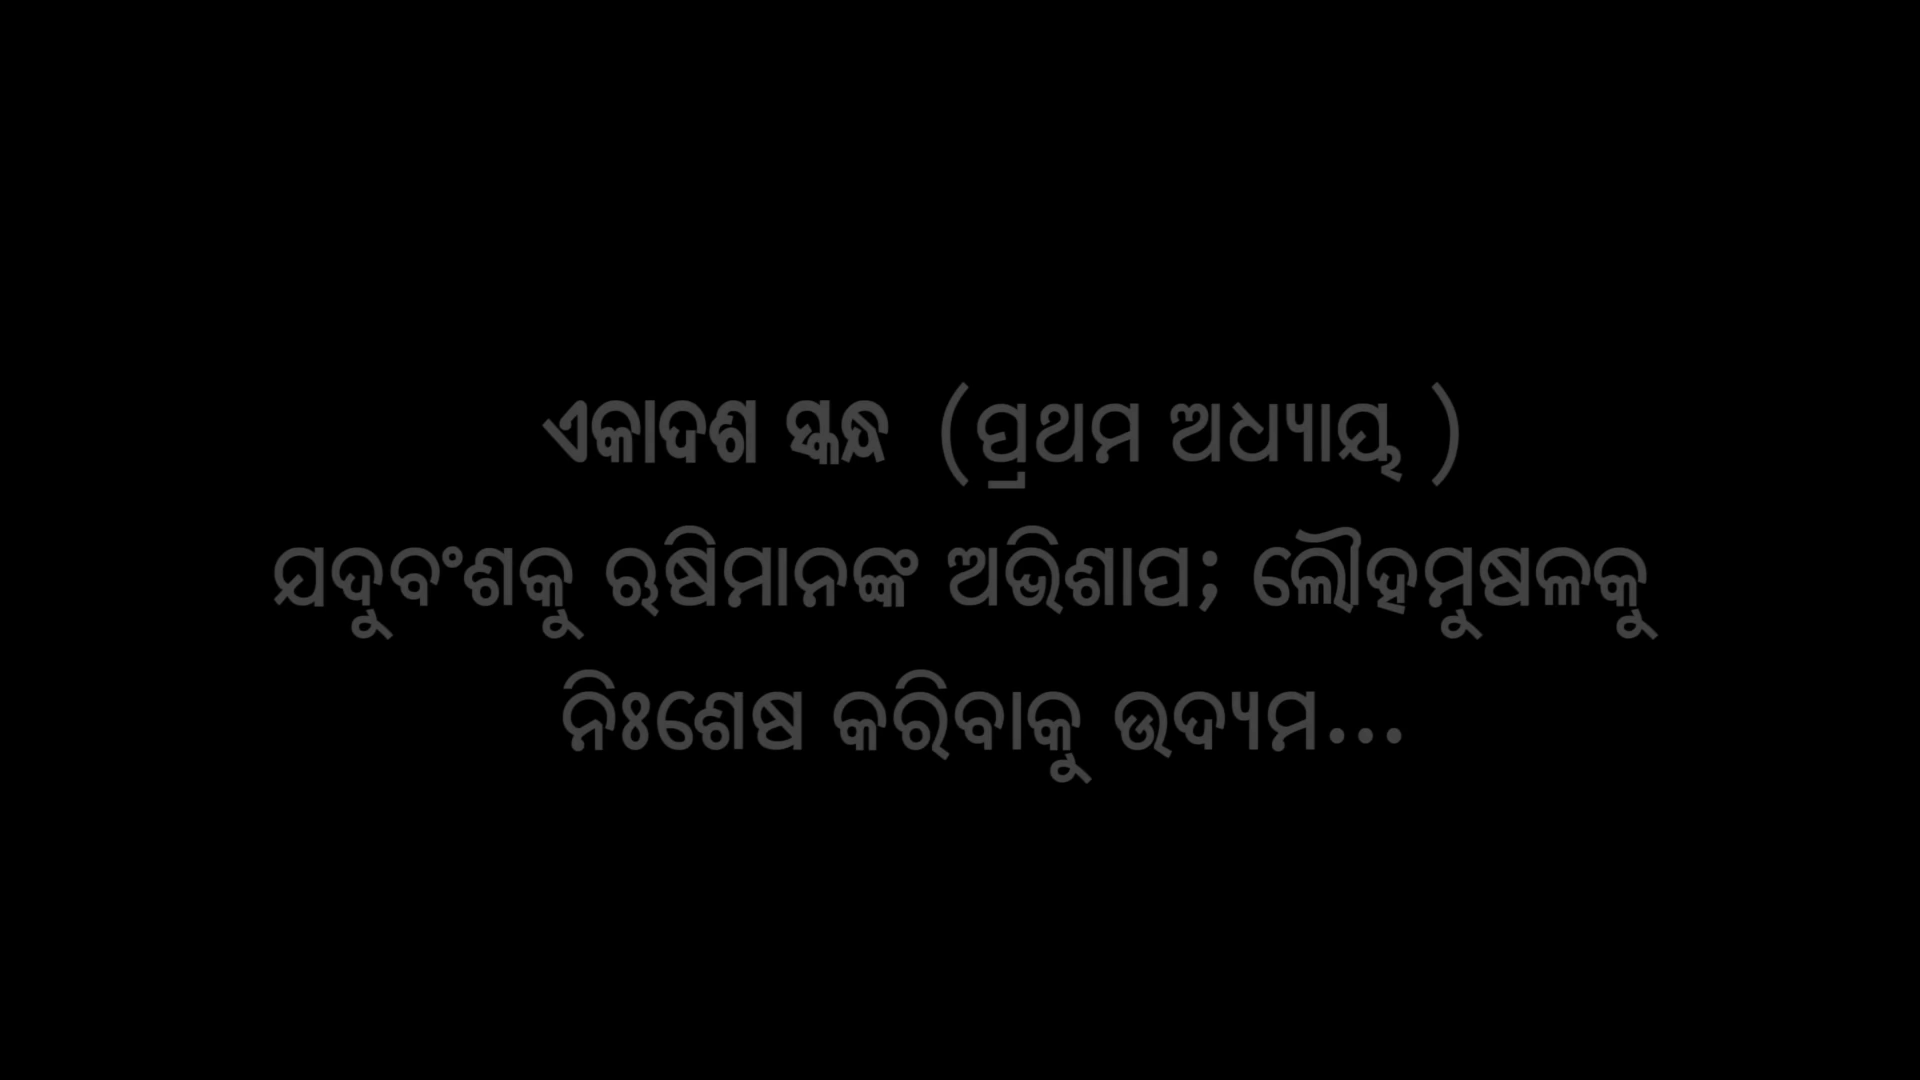 ଏକାଦଶ ସ୍କନ୍ଧ (ପ୍ରଥମ ଅଧ୍ୟାୟ )
ଯଦୁବଂଶକୁ ଋଷିମାନଙ୍କ ଅଭିଶାପ; ଲୌହମୁଷଳକୁ
ନିଃଶେଷ କରିବାକୁ ଉଦ୍ୟମ...